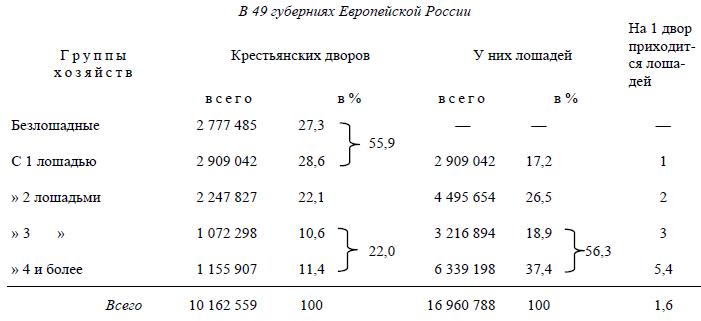 В 49 губерниях Европейской России
Группы хозяйств Крестьянских дворов У них лошадей На 1 двор приходит-
ся лоша-
дей
всего в % всего в %
Безлошадные 2 777 485 27,3 — — —
55,9
С 1 лошадью 2 909 042 28,6 2 909 042 17,2 1
» 2 лошадьми 2 247 827 22,1 4 495 654 26,5 2
» 3 » 1 072 298 10,6 3 216 894 18,9 3
22,0 56,3
» 4 и более 1 155 907 11,4 6 339 198 37,4 5,4
Всего 10 162 559 100 16 960 788 100 1,6